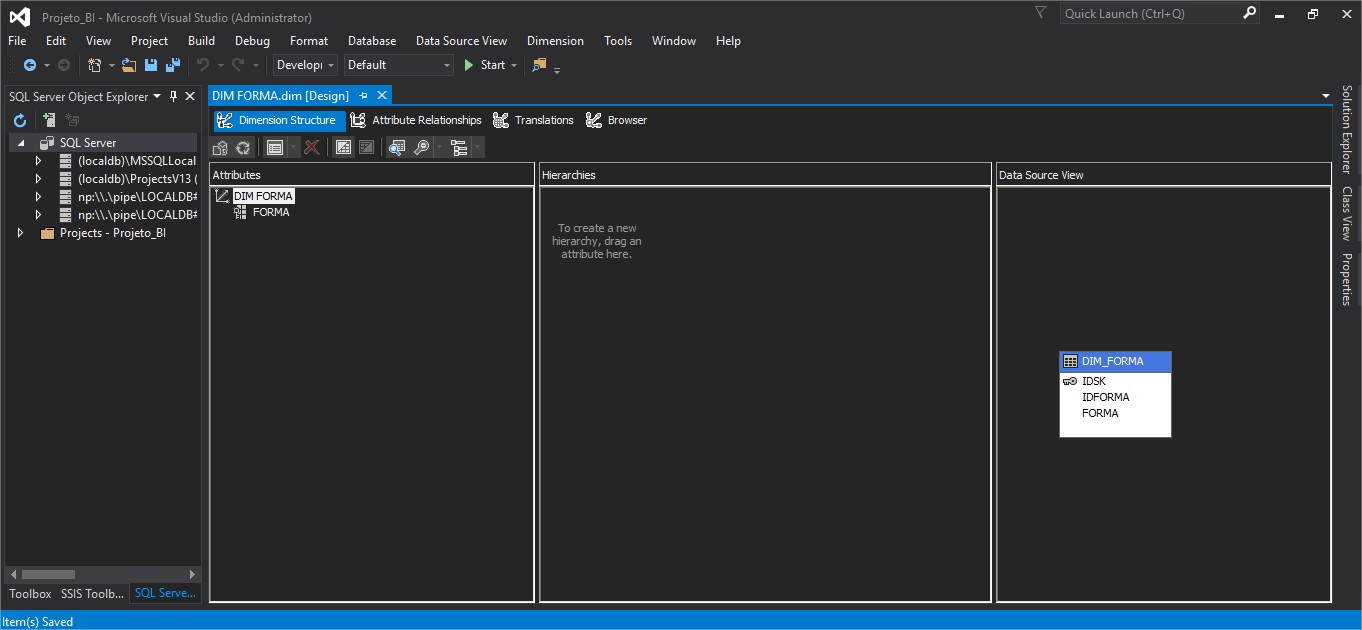 Projeto_BI - Microsoft Visual Studio (Administrator)
Quick Launch (Ctrl+Q)
File Edit View Project Build Debug Format Database Data Source View Dimension Tools Window Help
Develop Default Start
SQL Server Object Explorer
DIM FORMA.dim [Design]
Dimension Structure Attribute Relationships Translations Browser
SQL Server
(localdb)\MSSQLLocal
(localdb)\ProjectsV13 (
np:\\.\pipe\LOCALDB#
np:\\.\pipe\LOCALDB#
Projects - Projeto_BI
Attributes
DIM FORMA
FORMA
Hierarchies
To create a new
hierarchy, drag an
attribute here.
Data Source View
DIM_FORMA
IDSK
IDFORMA
FORMA
Solution Explorer
Class View
Properties
Toolbox SSIS Toolb... SQL Serve...
Item(s) Saved